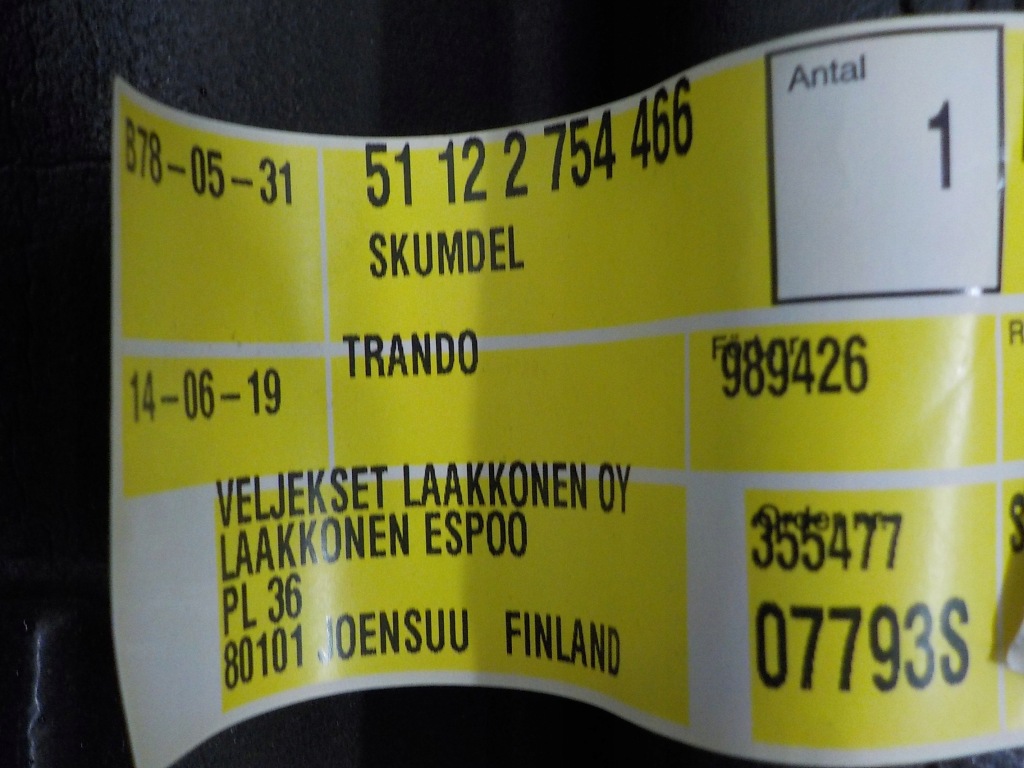 B78-05-31
51 12 2 754 466
Antal
1
SKUMDEL
TRANDO
14-06-19
989426
R
VELJEKSET LAAKKONEN OY
LAAKKONEN ESPOO
PL 36
80101 JOENSUU FINLAND
355477
07793S